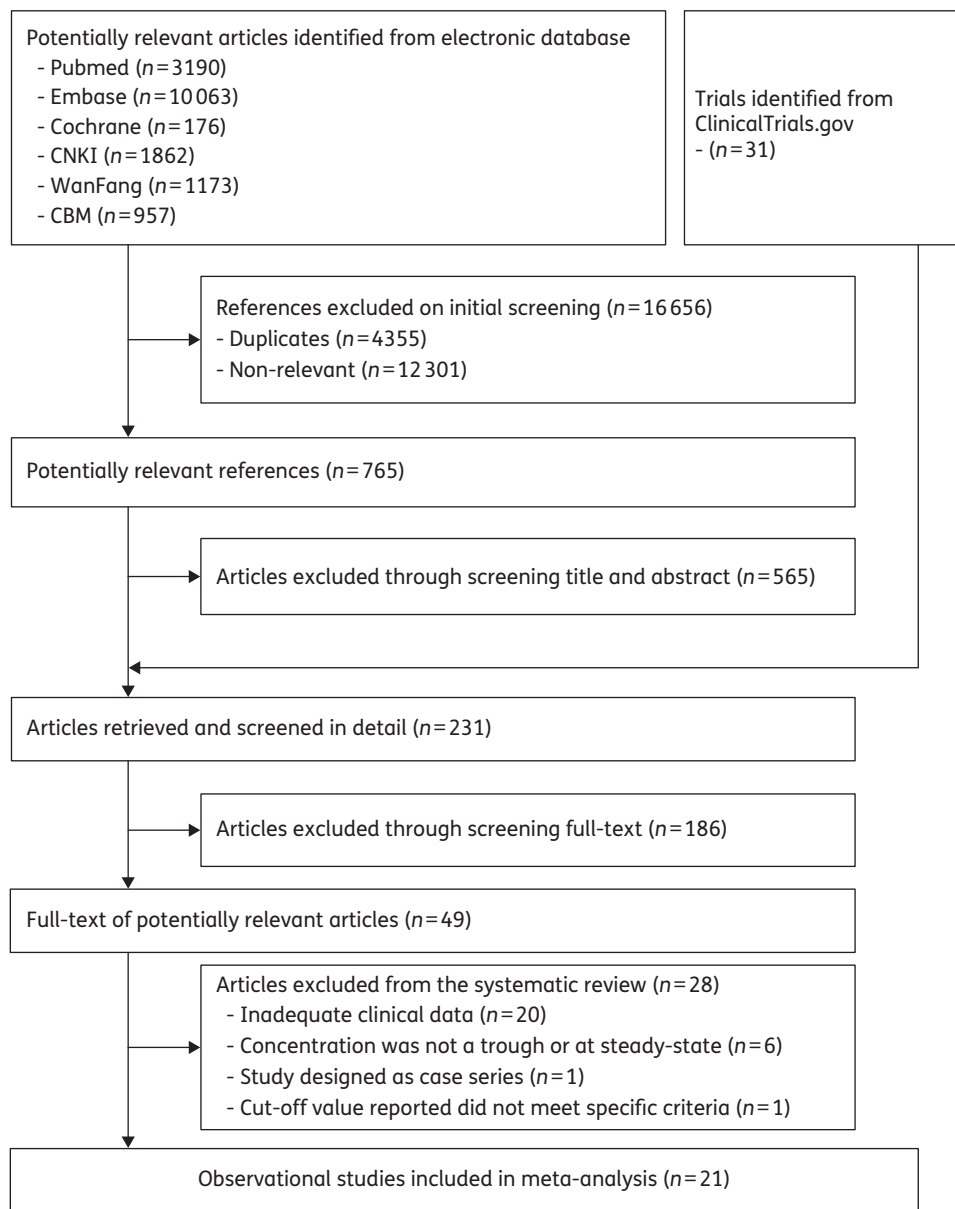 Potentially relevant articles identified from electronic database
- Pubmed (n=3190)
- Embase (n=10 063)
- Cochrane (n=176)
- CNKI (n=1862)
- WanFang (n=1173)
- CBM (n=957)
Trials identified from
ClinicalTrials.gov
- (n=31)
References excluded on initial screening (n=16 656)
- Duplicates (n=4355)
- Non-relevant (n=12 301)
Potentially relevant references (n=765)
Articles excluded through screening title and abstract (n=565)
Articles retrieved and screened in detail (n=231)
Articles excluded through screening full-text (n=186)
Full-text of potentially relevant articles (n=49)
Articles excluded from the systematic review (n=28)
- Inadequate clinical data (n=20)
- Concentration was not a trough or at steady-state (n=6)
- Study designed as case series (n=1)
- Cut-off value reported did not meet specific criteria (n=1)
Observational studies included in meta-analysis (n=21)